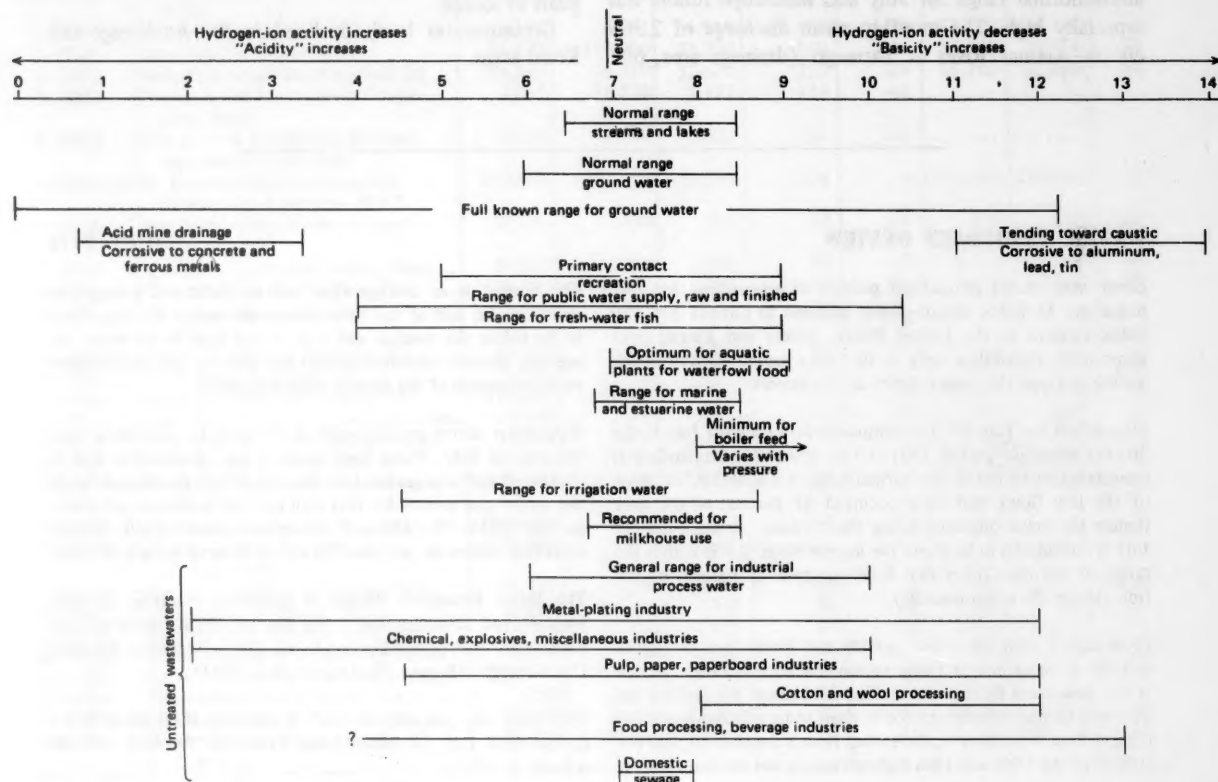 Hydrogen-ion activity increases
"Acidity" increases
Neutral
Hydrogen-ion activity decreases
"Basicity" increases
0 1 2 3 4 5 6 7 8 9 10 11 12 13 14
Normal range
streams and lakes
Normal range
ground water
Full known range for ground water
Acid mine drainage
Corrosive to concrete and
ferrous metals
Tending toward caustic
Corrosive to aluminum,
lead, tin
Primary contact
recreation
Range for public water supply, raw and finished
Range for fresh-water fish
Optimum for aquatic
plants for waterfowl food
Range for marine
and estuarine water
Minimum for
boiler feed
Varies with
pressure
Range for irrigation water
Recommended for
milkhouse use
General range for industrial
process water
Untreated wastewaters
Metal-plating industry
Chemical, explosives, miscellaneous industries
Pulp, paper, paperboard industries
Cotton and wool processing
Food processing, beverage industries
?
Domestic
sewage